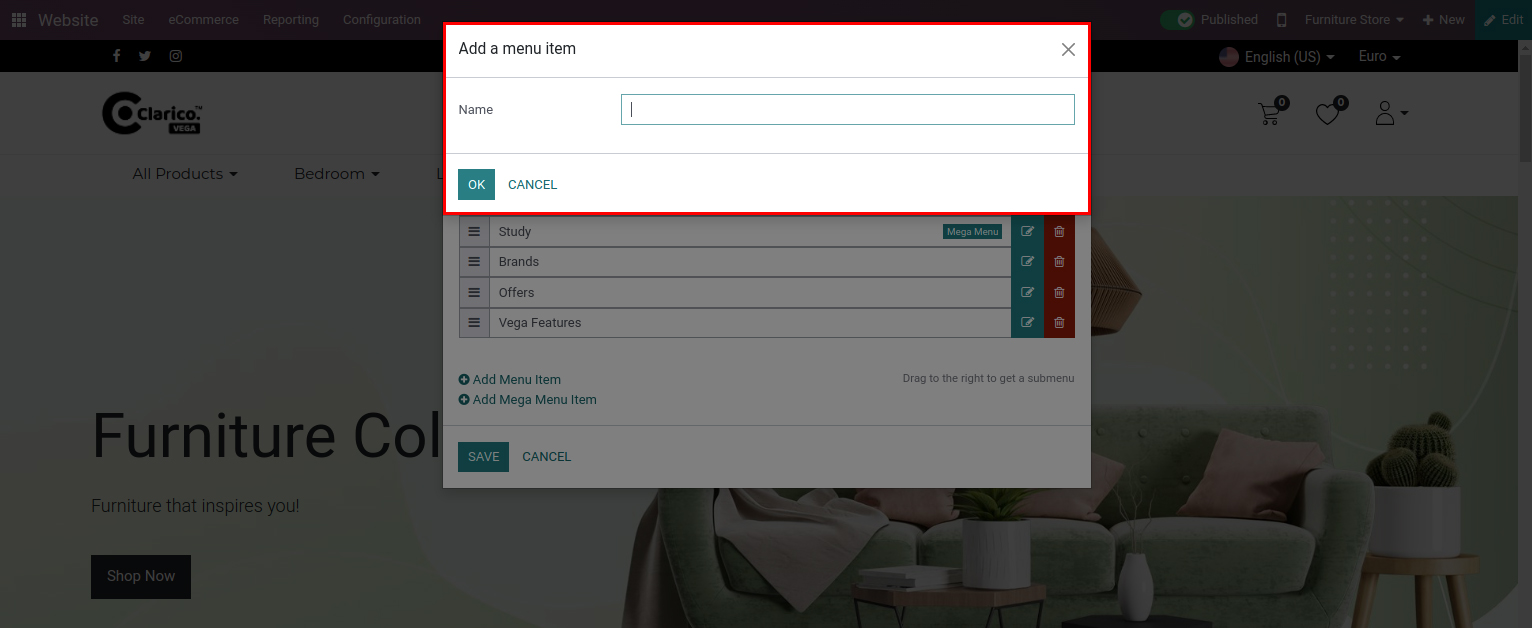 Website Site eCommerce Reporting Configuration Published Furniture Store New Edit
English (US) Euro
Clarico.™
VEGA
0 0
All Products Bedroom
Add a menu item
Name
OK CANCEL
Study Mega Menu
Brands
Offers
Vega Features
Add Menu Item Drag to the right to get a submenu
Add Mega Menu Item
SAVE CANCEL
Furniture Col
Furniture that inspires you!
Shop Now